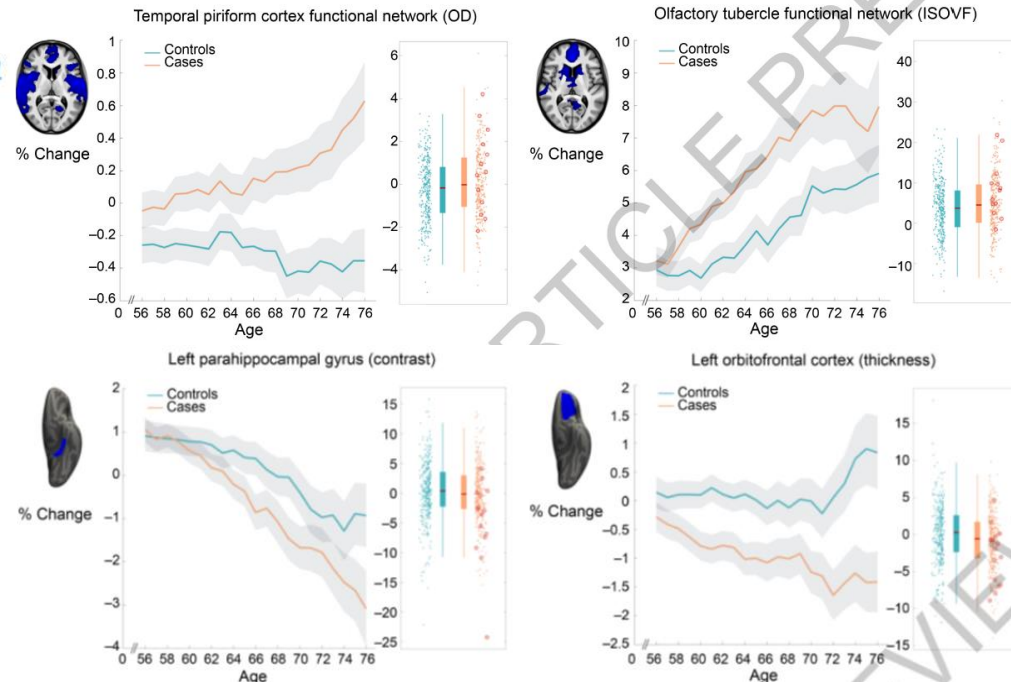 Temporal piriform cortex functional network (OD)
Controls
Cases
% Change
1
0.8
0.6
0.4
0.2
0
−0.2
−0.4
−0.6
0 56 58 60 62 64 66 68 70 72 74 76
Age
6
4
2
0
−2
−4
Olfactory tubercle functional network (ISOVF)
Controls
Cases
% Change
10
9
8
7
6
5
4
3
2
0 56 58 60 62 64 66 68 70 72 74 76
Age
40
30
20
10
0
−10
Left parahippocampal gyrus (contrast)
Controls
Cases
% Change
2
1
0
−1
−2
−3
−4
0 56 58 60 62 64 66 68 70 72 74 76
Age
15
10
5
0
−5
−10
−15
−20
−25
Left orbitofrontal cortex (thickness)
Controls
Cases
% Change
2
1.5
1
0.5
0
−0.5
−1
−1.5
−2
−2.5
0 56 58 60 62 64 66 68 70 72 74 76
Age
15
10
5
0
−5
−10
−15
ARTICLE PRE
VIEW